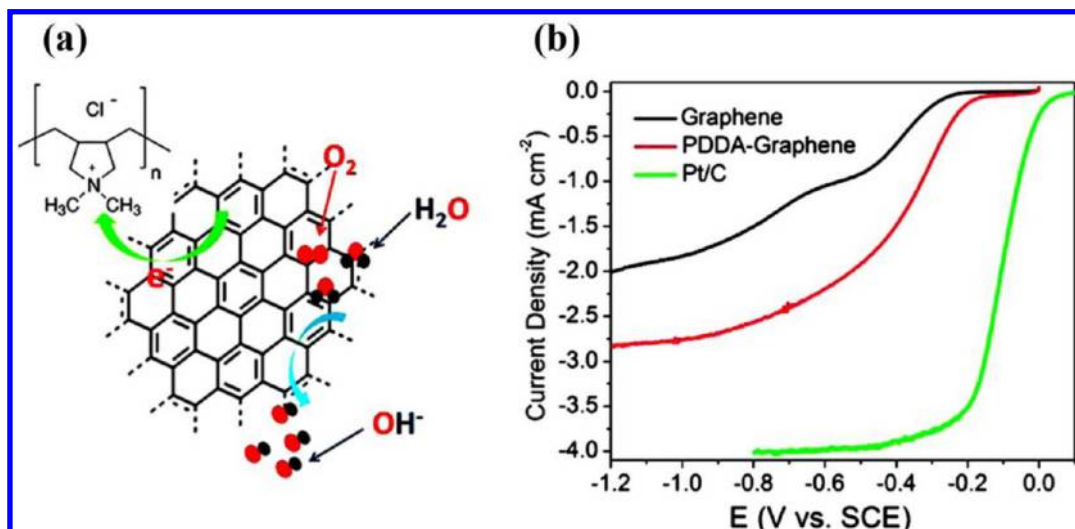 (a)
Cl -
N
+
n
H3C
CH3
e-
O2
H2O
OH-
(b)
Graphene
PDDA-Graphene
Pt/C
0.0
-0.5
-1.0
-1.5
-2.0
-2.5
-3.0
-3.5
-4.0
Current Density (mA cm-2)
-1.2 -1.0 -0.8 -0.6 -0.4 -0.2 0.0
E (V vs. SCE)